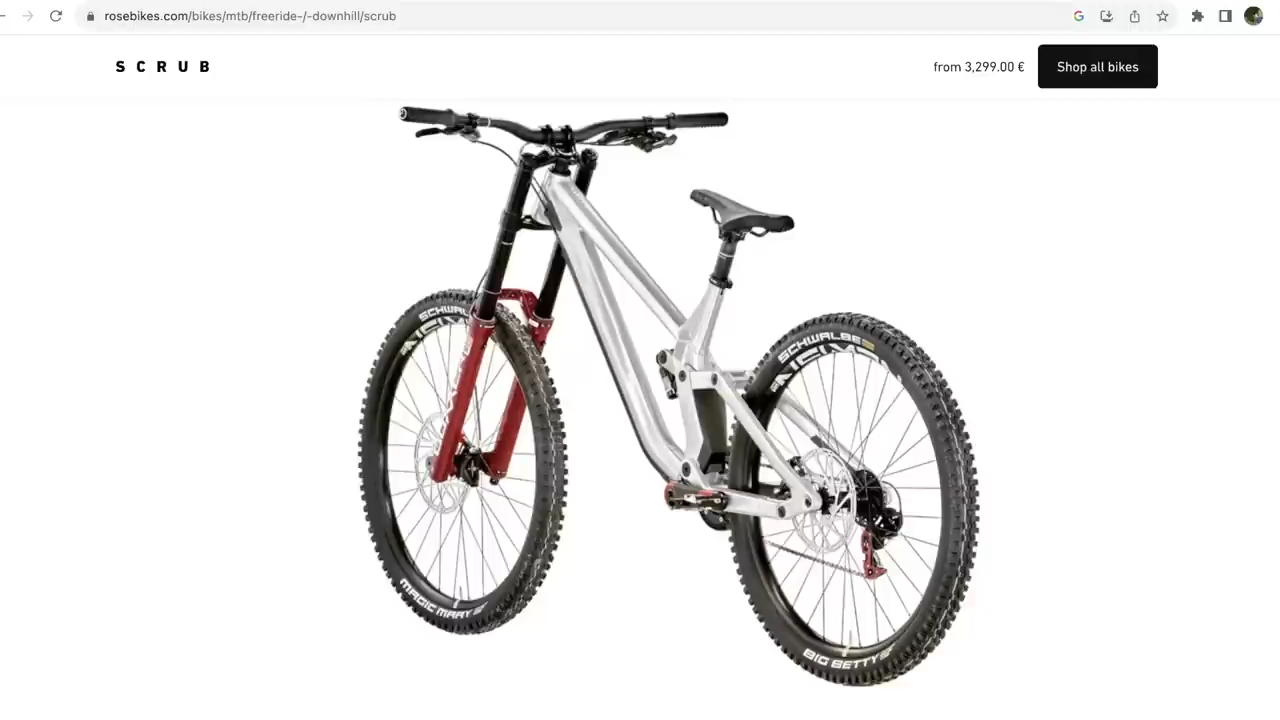 rosebikes.com/bikes/mtb/freeride-/-downhill/scrub
SCRUB
from 3,299.00 €
Shop all bikes
SCHWALBE
SCHWALBE
MAGIC MARY
BIG BETTY